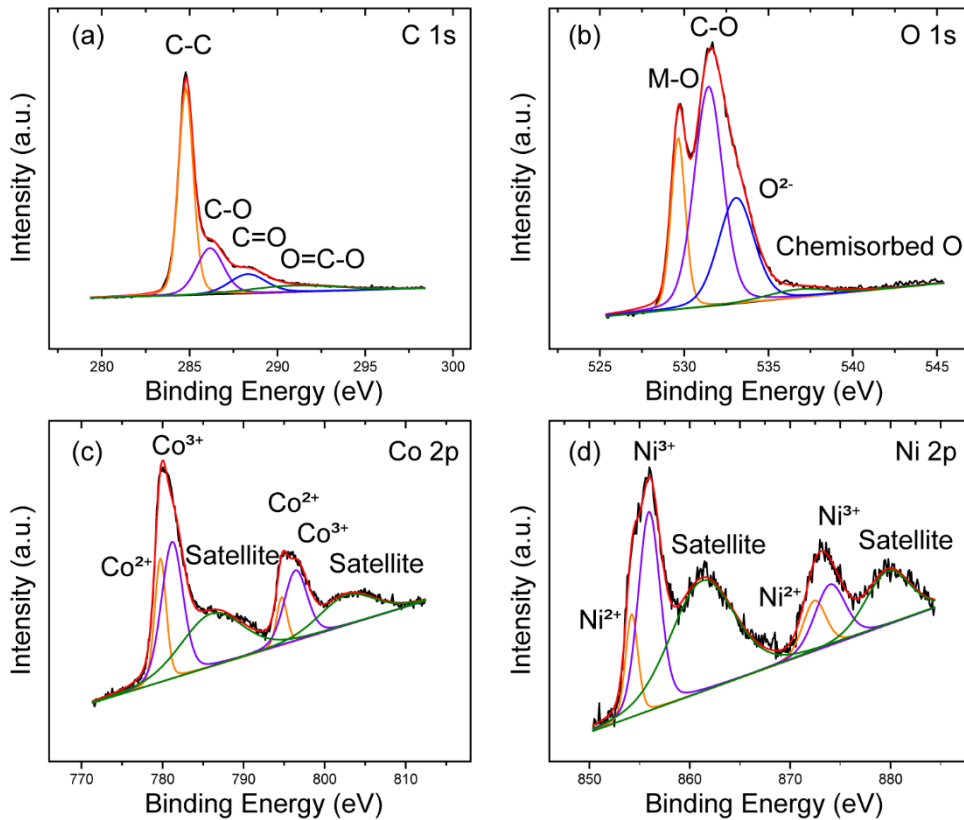 (a)
C 1s
C-C
C-O
C=O
O=C-O
Intensity (a.u.)
280 285 290 295 300
Binding Energy (eV)
(b)
O 1s
C-O
M-O
O²⁻
Chemisorbed O
Intensity (a.u.)
525 530 535 540 545
Binding Energy (eV)
(c)
Co 2p
Co³⁺
Co²⁺
Satellite
Co²⁺
Co³⁺
Satellite
Intensity (a.u.)
770 780 790 800 810
Binding Energy (eV)
(d)
Ni 2p
Ni³⁺
Ni²⁺
Satellite
Ni³⁺
Ni²⁺
Satellite
Intensity (a.u.)
850 860 870 880
Binding Energy (eV)